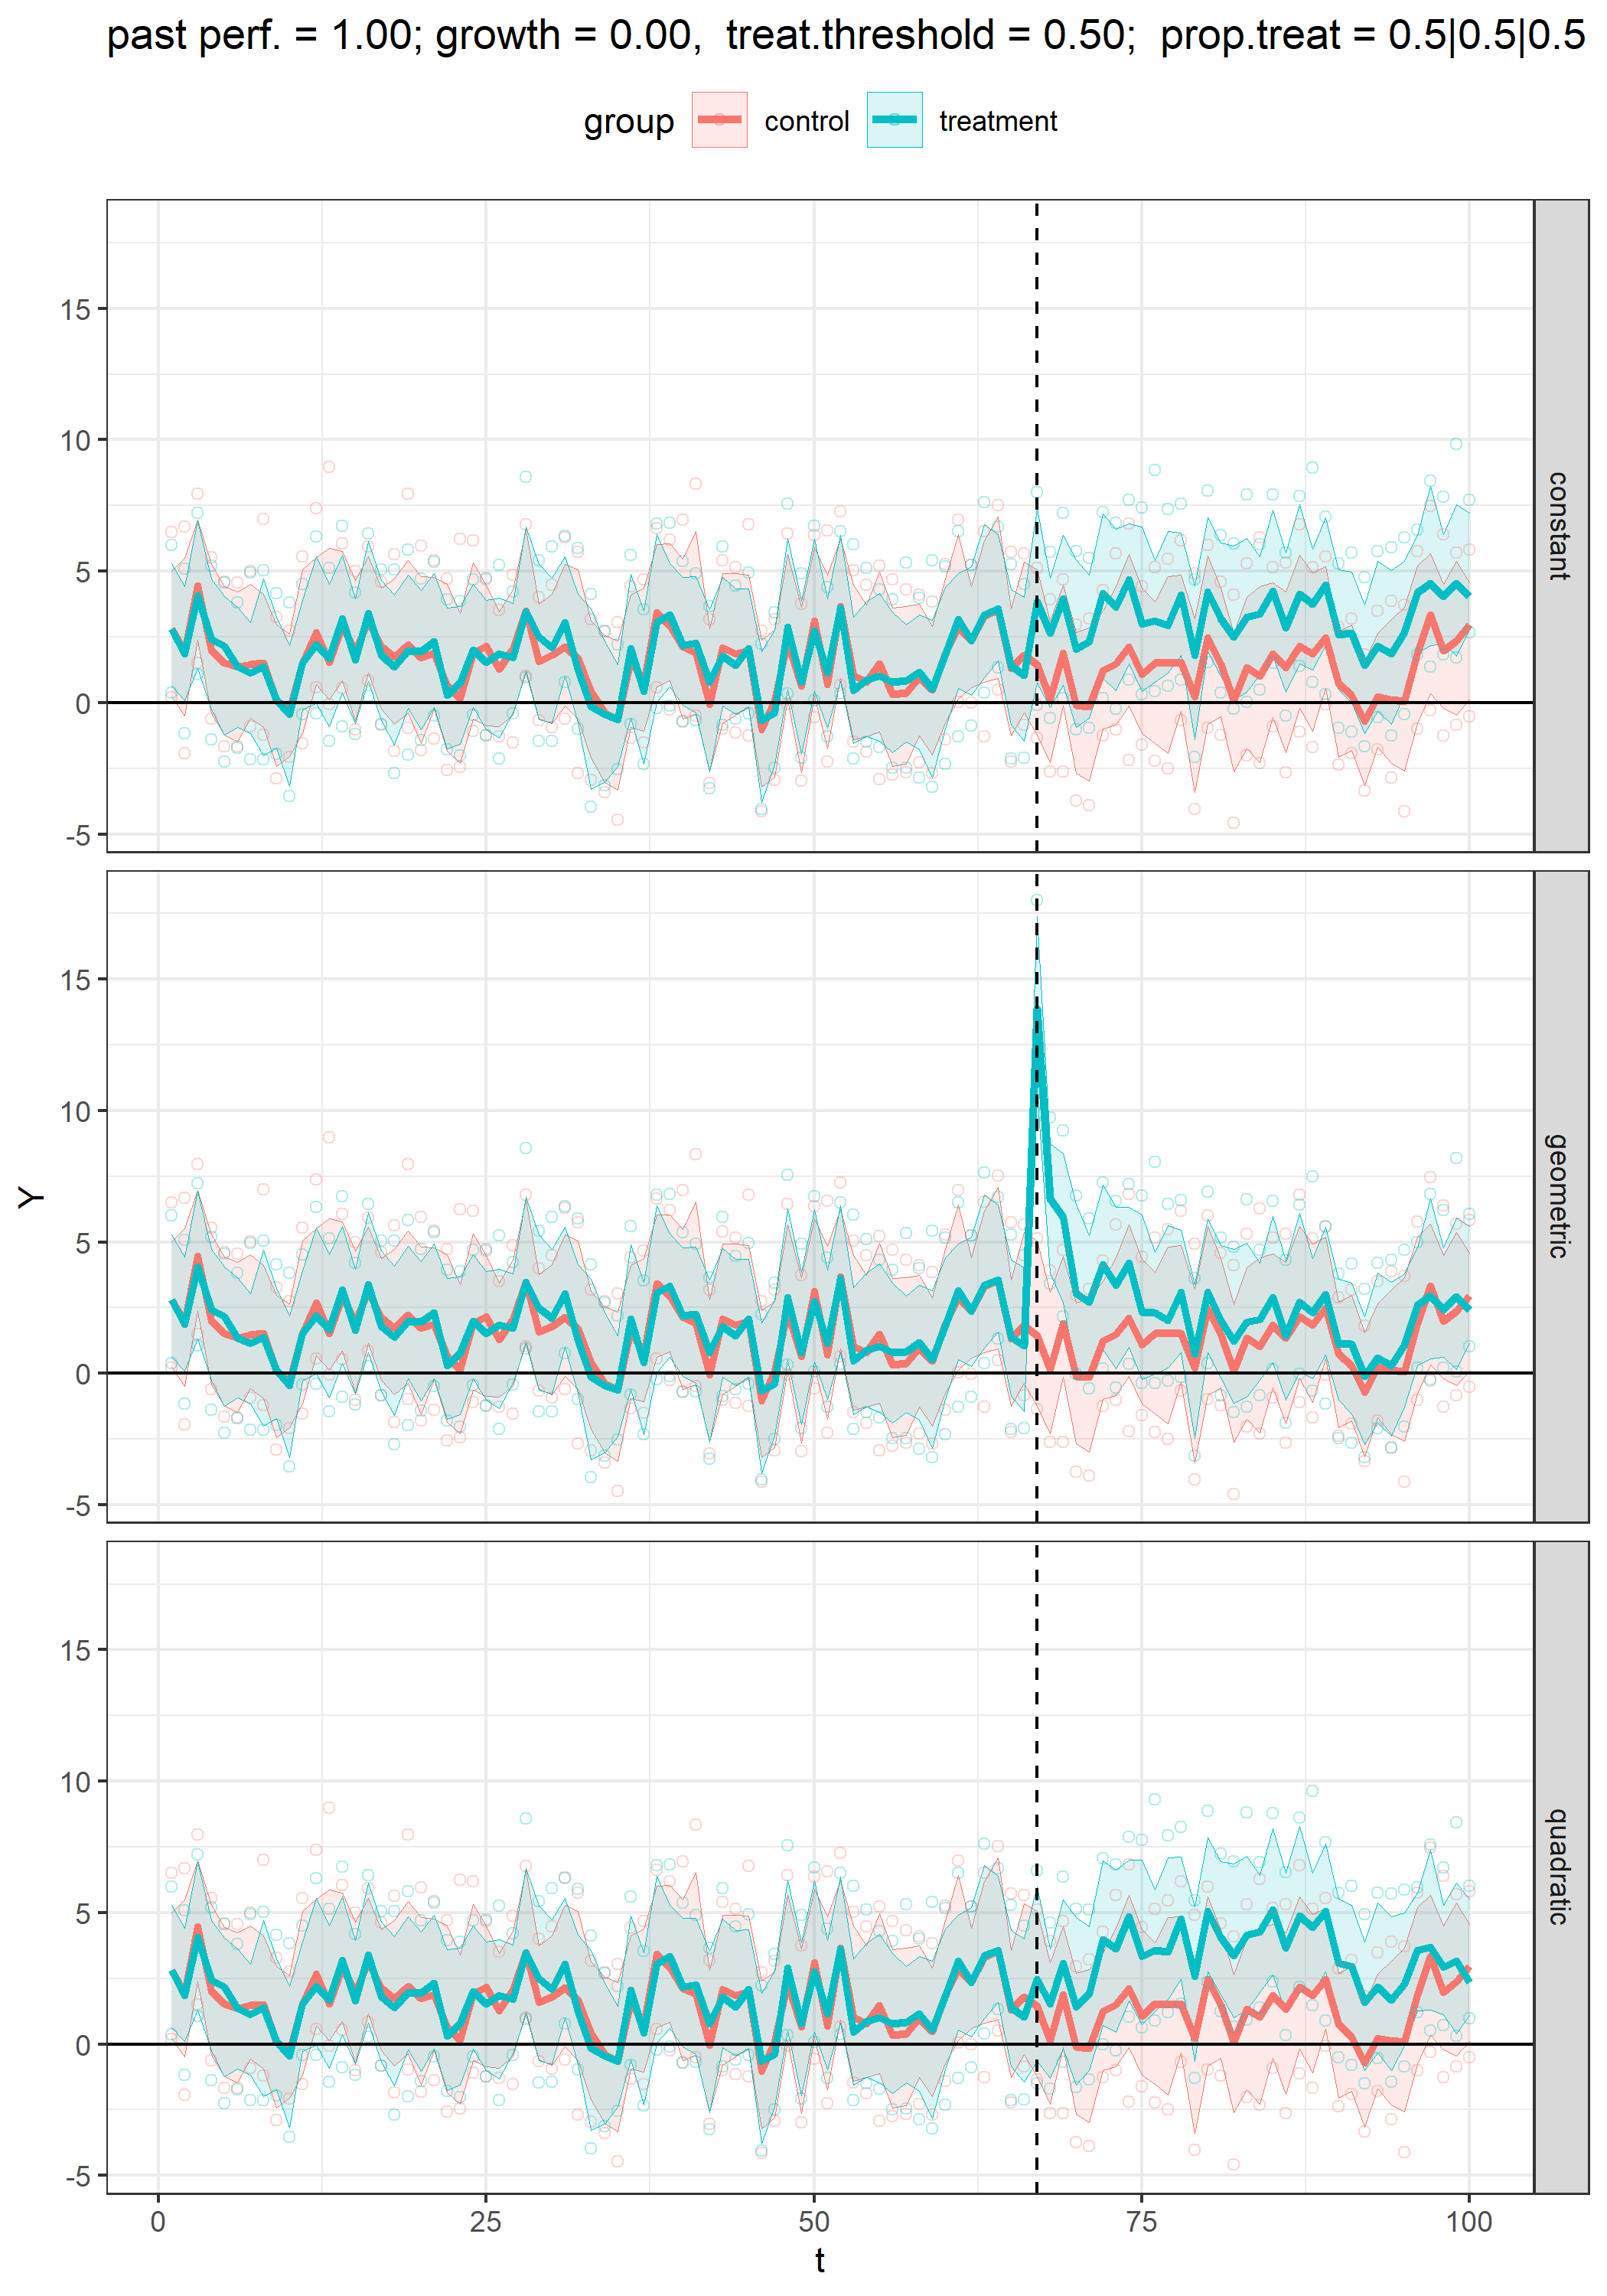 past perf. = 1.00; growth = 0.00,  treat.threshold = 0.50;  prop.treat = 0.5|0.5|0.5
group control treatment
15
10
5
0
-5
constant
Y
15
10
5
0
-5
geometric
15
10
5
0
-5
quadratic
0 25 50 75 100
t